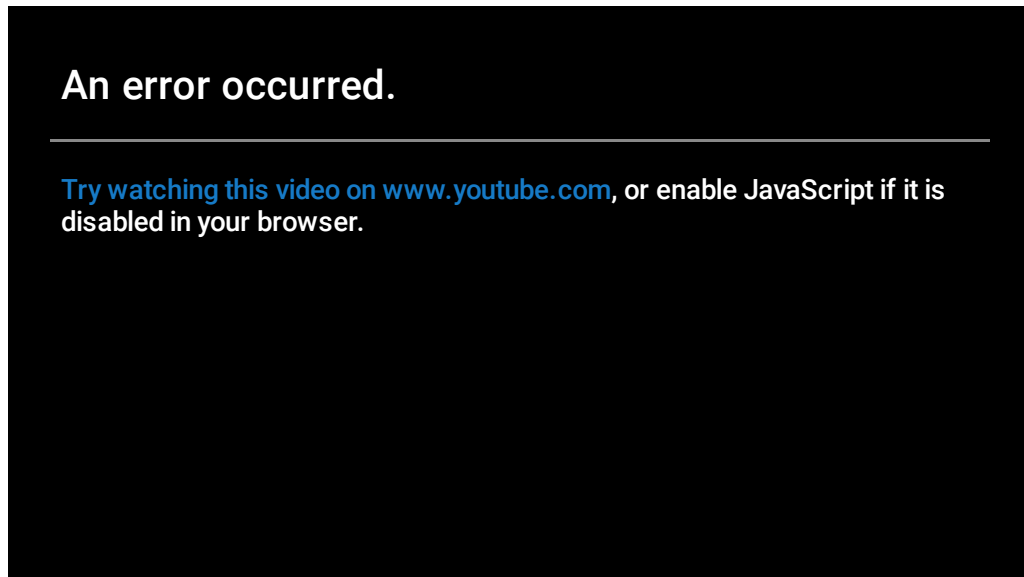 An error occurred.
Try watching this video on www.youtube.com, or enable JavaScript if it is
disabled in your browser.